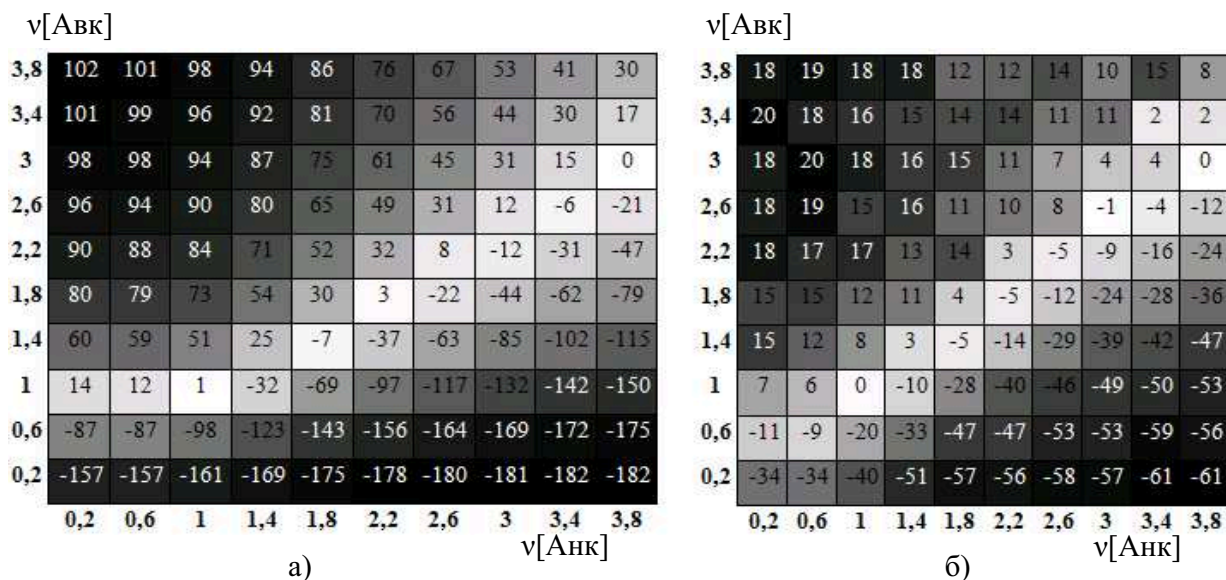 ν[Авк] ν[Авк]
3,8 102 101 98 94 86 76 67 53 41 30 3,8 18 19 18 18 12 12 14 10 15 8
3,4 101 99 96 92 81 70 56 44 30 17 3,4 20 18 16 15 14 14 11 11 2 2
3 98 98 94 87 75 61 45 31 15 0 3 18 20 18 16 15 11 7 4 4 0
2,6 96 94 90 80 65 49 31 12 -6 -21 2,6 18 19 15 16 11 10 8 -1 -4 -12
2,2 90 88 84 71 52 32 8 -12 -31 -47 2,2 18 17 17 13 14 3 -5 -9 -16 -24
1,8 80 79 73 54 30 3 -22 -44 -62 -79 1,8 15 15 12 11 4 -5 -12 -24 -28 -36
1,4 60 59 51 25 -7 -37 -63 -85 -102 -115 1,4 15 12 8 3 -5 -14 -29 -39 -42 -47
1 14 12 1 -32 -69 -97 -117 -132 -142 -150 1 7 6 0 -10 -28 -40 -46 -49 -50 -53
0,6 -87 -87 -98 -123 -143 -156 -164 -169 -172 -175 0,6 -11 -9 -20 -33 -47 -47 -53 -53 -59 -56
0,2 -157 -157 -161 -169 -175 -178 -180 -181 -182 -182 0,2 -34 -34 -40 -51 -57 -56 -58 -57 -61 -61
0,2 0,6 1 1,4 1,8 2,2 2,6 3 3,4 3,8 0,2 0,6 1 1,4 1,8 2,2 2,6 3 3,4 3,8
ν[Анк] ν[Анк]
а) б)